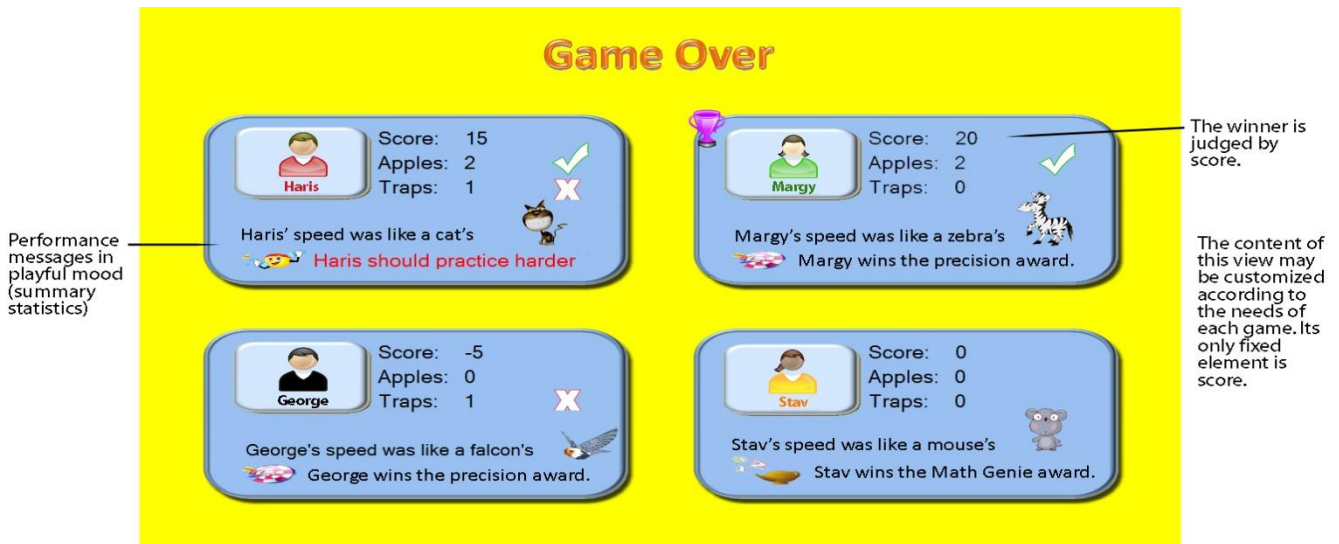 Game Over
Score: 15
Apples: 2
Traps: 1
Haris
Haris' speed was like a cat's
Haris should practice harder
Score: 20
Apples: 2
Traps: 0
Margy
Margy's speed was like a zebra's
Margy wins the precision award.
Score: -5
Apples: 0
Traps: 1
George
George's speed was like a falcon's
George wins the precision award.
Score: 0
Apples: 0
Traps: 0
Stav
Stav's speed was like a mouse's
Stav wins the Math Genie award.
Performance
messages in
playful mood
(summary
statistics)
The winner is
judged by
score.
The content of
this view may
be customized
according to
the needs of
each game. Its
only fixed
element is
score.